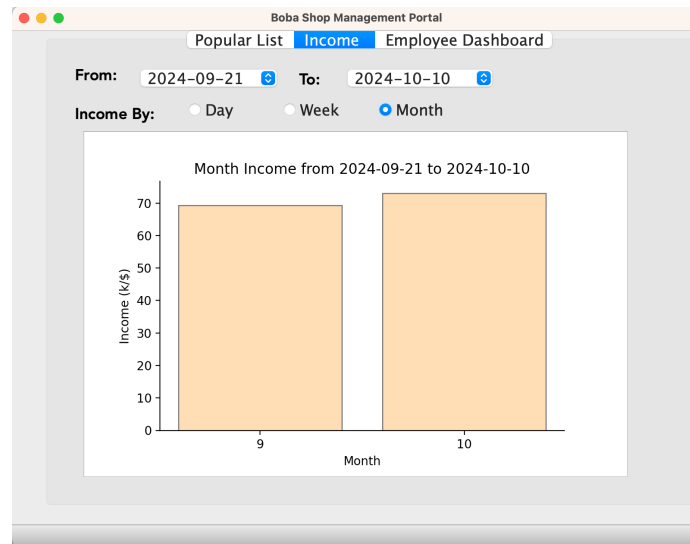 Boba Shop Management Portal
Popular List Income Employee Dashboard
From: 2024-09-21 To: 2024-10-10
Income By: Day Week Month
Month Income from 2024-09-21 to 2024-10-10
70
60
50
40
30
20
10
0
Income (k/$)
9 10
Month